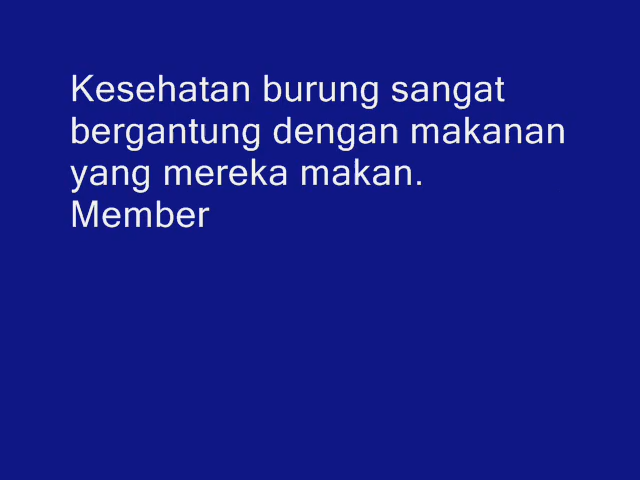 Kesehatan burung sangat
bergantung dengan makanan
yang mereka makan.
Member